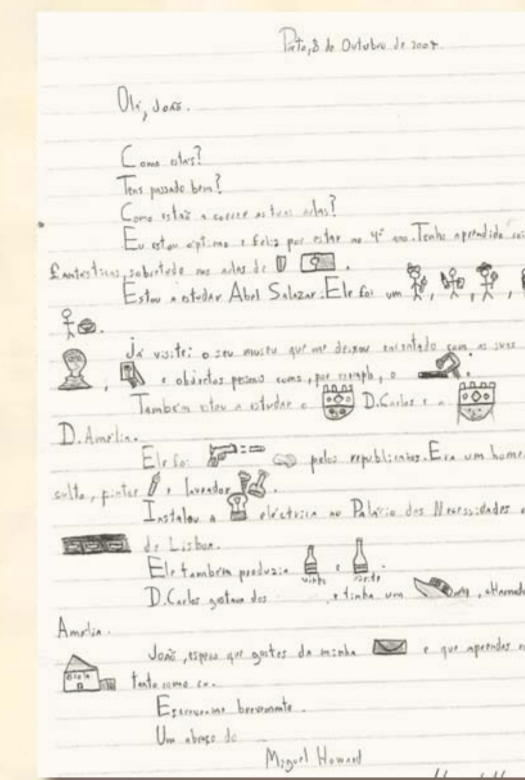 Porto, 8 de Outubro de 2007.
Olá, João.
Como estás?
Tens passado bem?
Como estão a correr as tuas aulas?
Eu estou óptimo e feliz por estar no 4º ano. Tenho aprendido
fantásticas, sobretudo nas aulas de
Estou a estudar Abel Salazar. Ele foi um , , ,
.
Já visitei o seu museu que me deixou encantado com as suas
, e objectos pessoais como, por exemplo, o .
Também estou a estudar o D.Carlos e a
D. Amélia.
Ele foi pelos republicanos. Era um homem
culto, pintor e lavrador .
Instalou a eléctrica no Palácio das Necessidades
de Lisboa.
Ele também produzia e .
vinho azeite
D.Carlos gostava dos , e tinha um ,
Amélia.
João, espero que gostes da minha e que aprendas
Escola tanto como eu.
Escreve-me brevemente.
Um abraço do
Miguel Howard